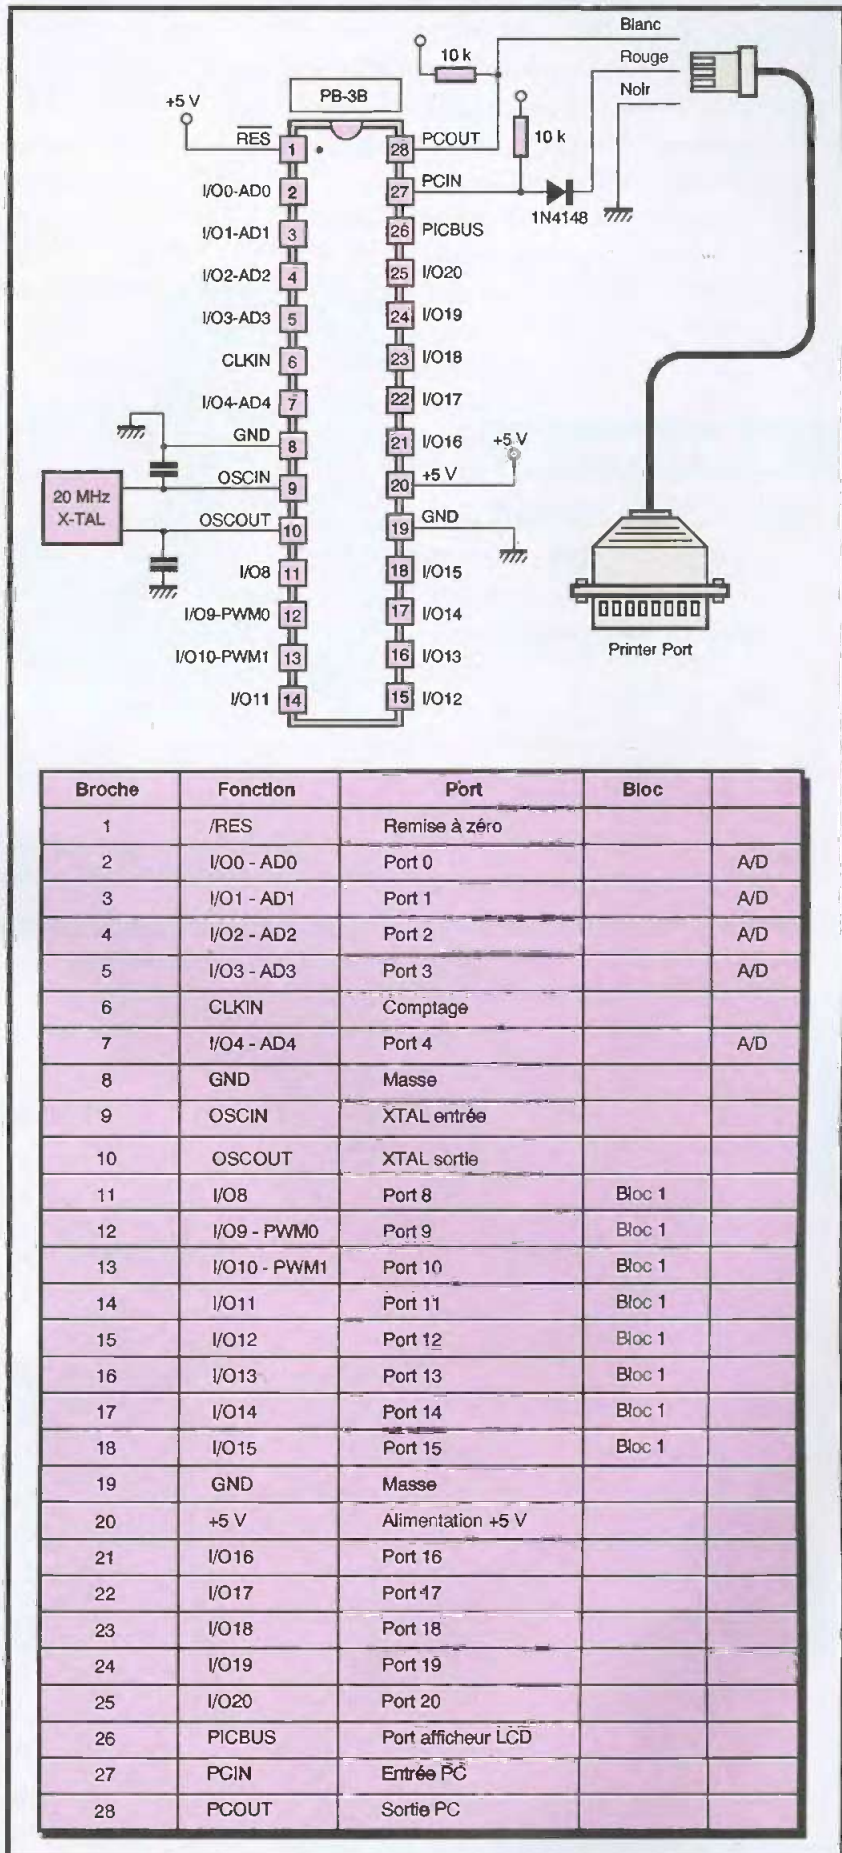 Blanc
10 k
Rouge
PB-3B
Noir
+5 V
RES
1
28
PCOUT
10 k
I/O0-AD0
2
27
PCIN
1N4148
I/O1-AD1
3
26
PICBUS
I/O2-AD2
4
25
I/O20
I/O3-AD3
5
24
I/O19
CLKIN
6
23
I/O18
I/O4-AD4
7
22
I/O17
GND
8
21
I/O16
+5 V
20 MHz
X-TAL
OSCIN
9
20
+5 V
OSCOUT
10
19
GND
I/O8
11
18
I/O15
I/O9-PWM0
12
17
I/O14
I/O10-PWM1
13
16
I/O13
Printer Port
I/O11
14
15
I/O12
Broche Fonction Port Bloc
1 /RES Remise à zéro
2 I/O0 - AD0 Port 0 A/D
3 I/O1 - AD1 Port 1 A/D
4 I/O2 - AD2 Port 2 A/D
5 I/O3 - AD3 Port 3 A/D
6 CLKIN Comptage
7 I/O4 - AD4 Port 4 A/D
8 GND Masse
9 OSCIN XTAL entrée
10 OSCOUT XTAL sortie
11 I/O8 Port 8 Bloc 1
12 I/O9 - PWM0 Port 9 Bloc 1
13 I/O10 - PWM1 Port 10 Bloc 1
14 I/O11 Port 11 Bloc 1
15 I/O12 Port 12 Bloc 1
16 I/O13 Port 13 Bloc 1
17 I/O14 Port 14 Bloc 1
18 I/O15 Port 15 Bloc 1
19 GND Masse
20 +5 V Alimentation +5 V
21 I/O16 Port 16
22 I/O17 Port 17
23 I/O18 Port 18
24 I/O19 Port 19
25 I/O20 Port 20
26 PICBUS Port afficheur LCD
27 PCIN Entrée PC
28 PCOUT Sortie PC